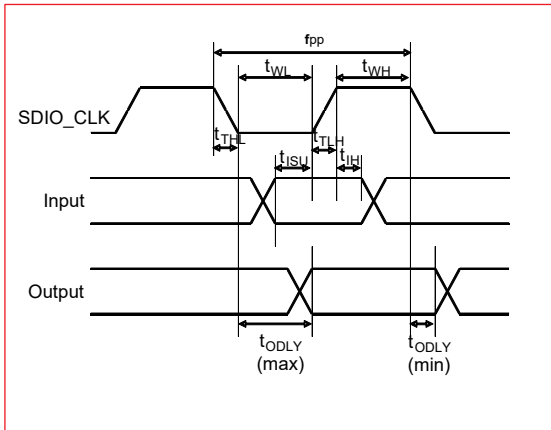 fpp
tWL
tWH
SDIO_CLK
tTHL
tTLH
tISU
tIH
Input
Output
tODLY
(max)
tODLY
(min)